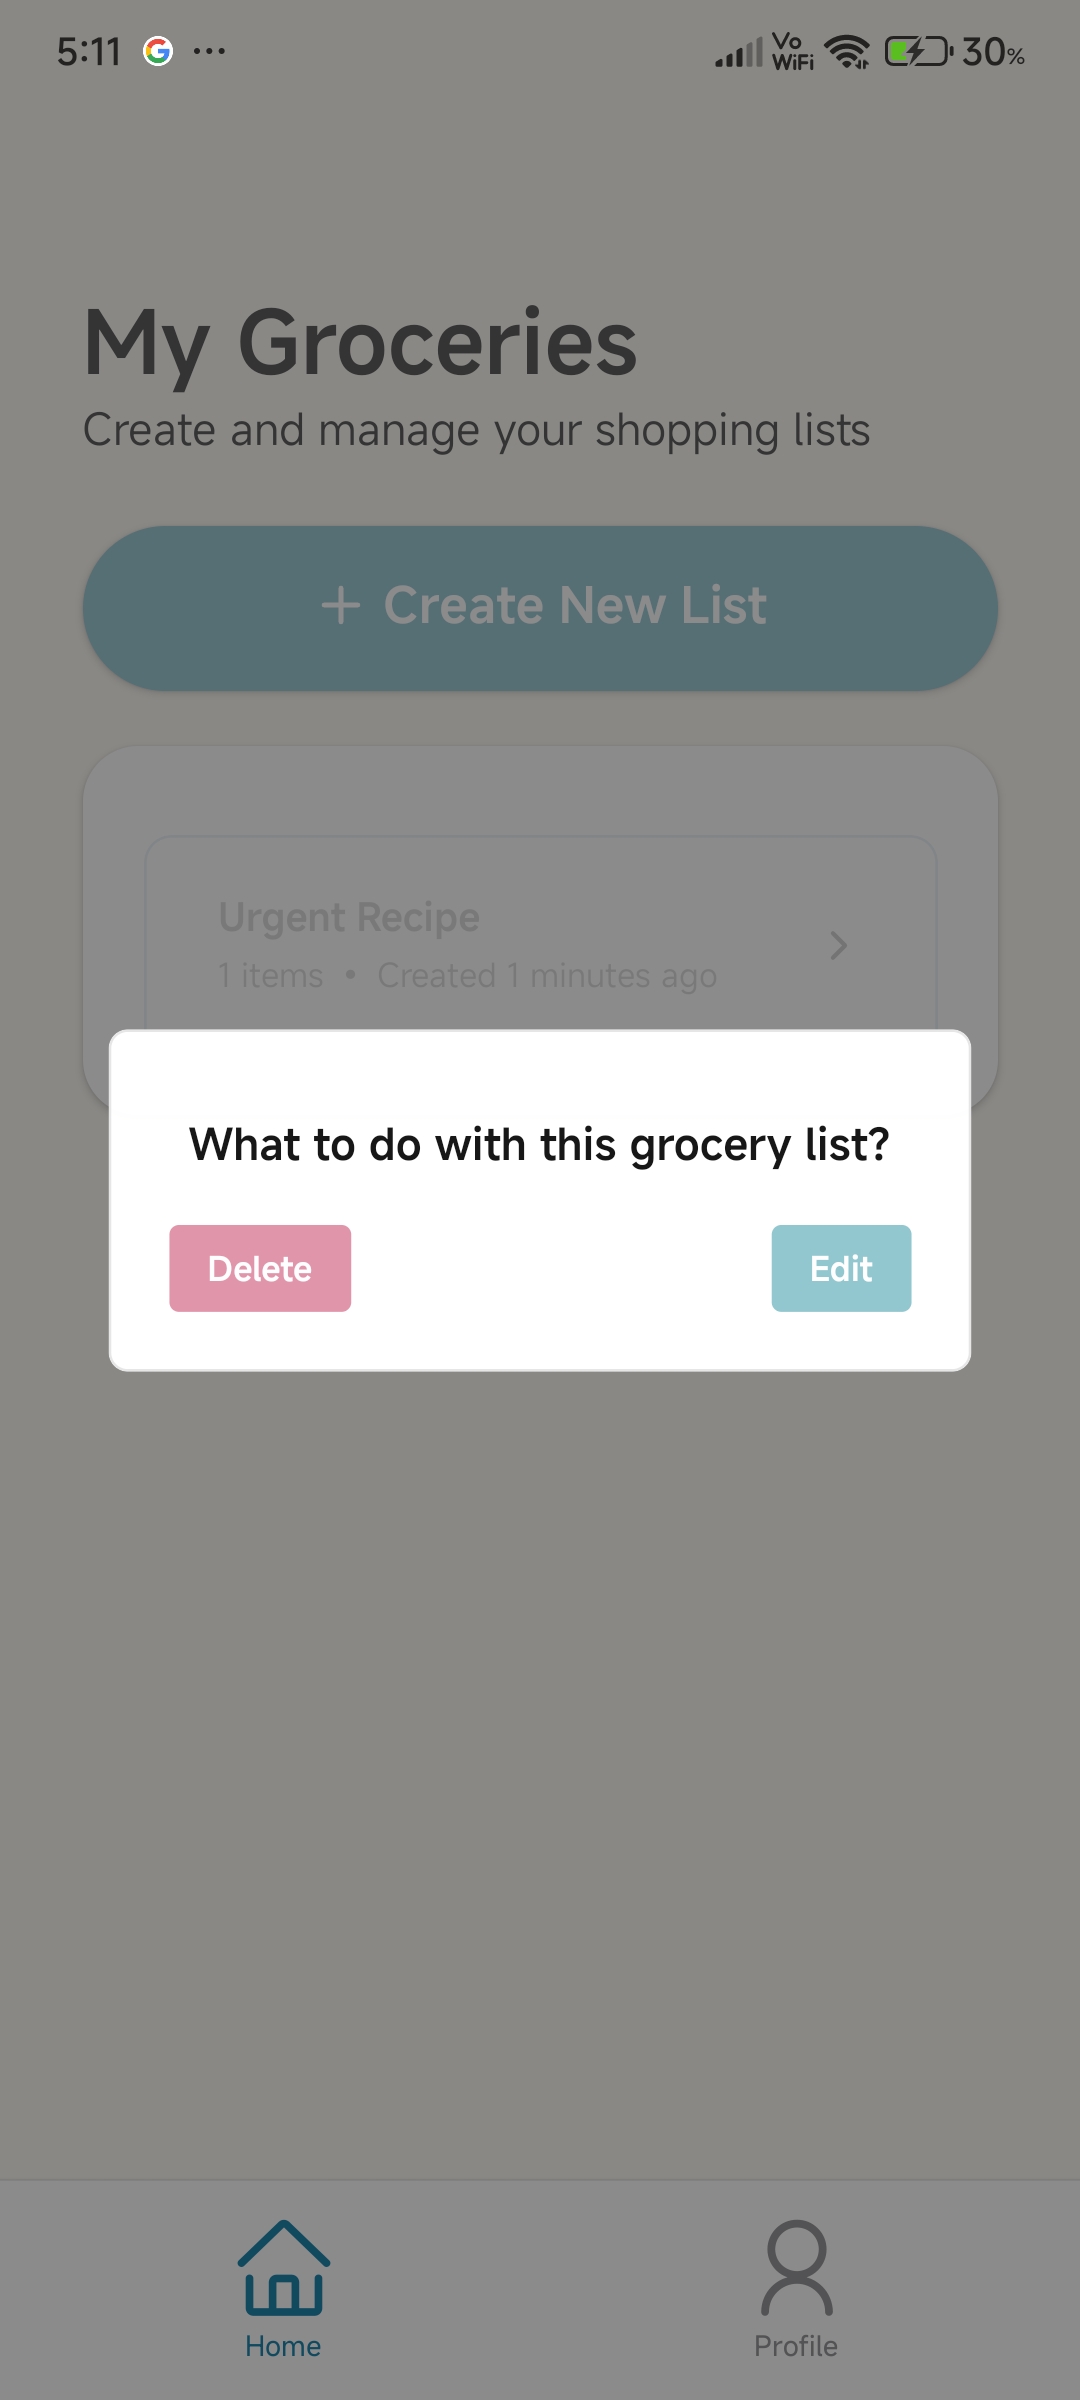 5:11 ... Vo WiFi 30%
My Groceries
Create and manage your shopping lists
+ Create New List
Urgent Recipe
1 items • Created 1 minutes ago
What to do with this grocery list?
Delete Edit
Home Profile